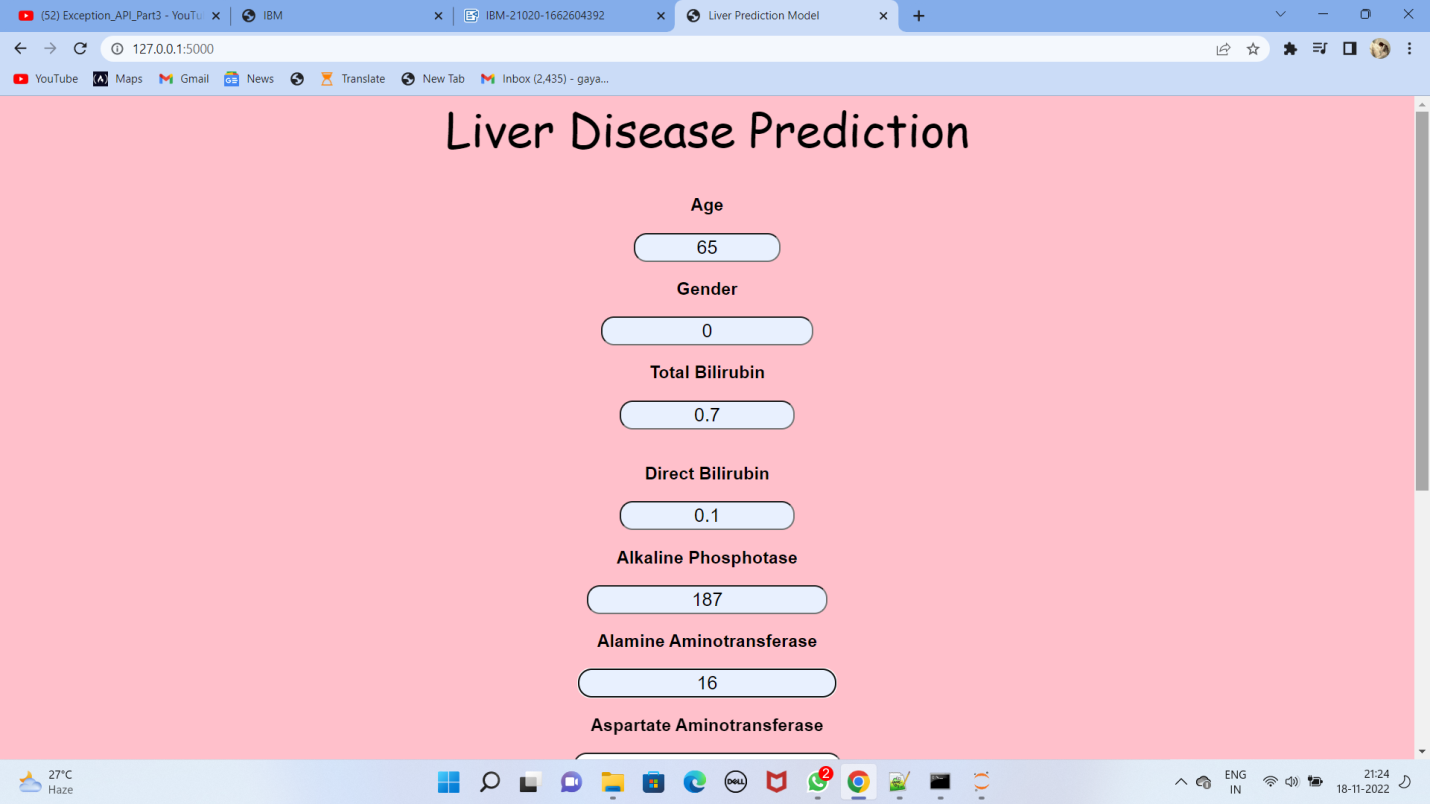 (52) Exception_API_Part3 - YouTu
IBM
IBM-21020-1662604392
Liver Prediction Model
127.0.0.1:5000
YouTube
Maps
Gmail
News
Translate
New Tab
Inbox (2,435) - gaya...
Liver Disease Prediction
Age
65
Gender
0
Total Bilirubin
0.7
Direct Bilirubin
0.1
Alkaline Phosphotase
187
Alamine Aminotransferase
16
Aspartate Aminotransferase
27°C
Haze
DELL
2
ENG
IN
21:24
18-11-2022